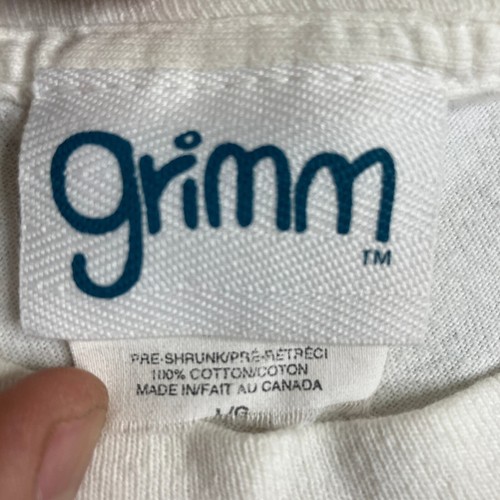 grimm
TM
PRE-SHRUNK/PRÉ-RÉTRÉCI
100% COTTON/COTON
MADE IN/FAIT AU CANADA